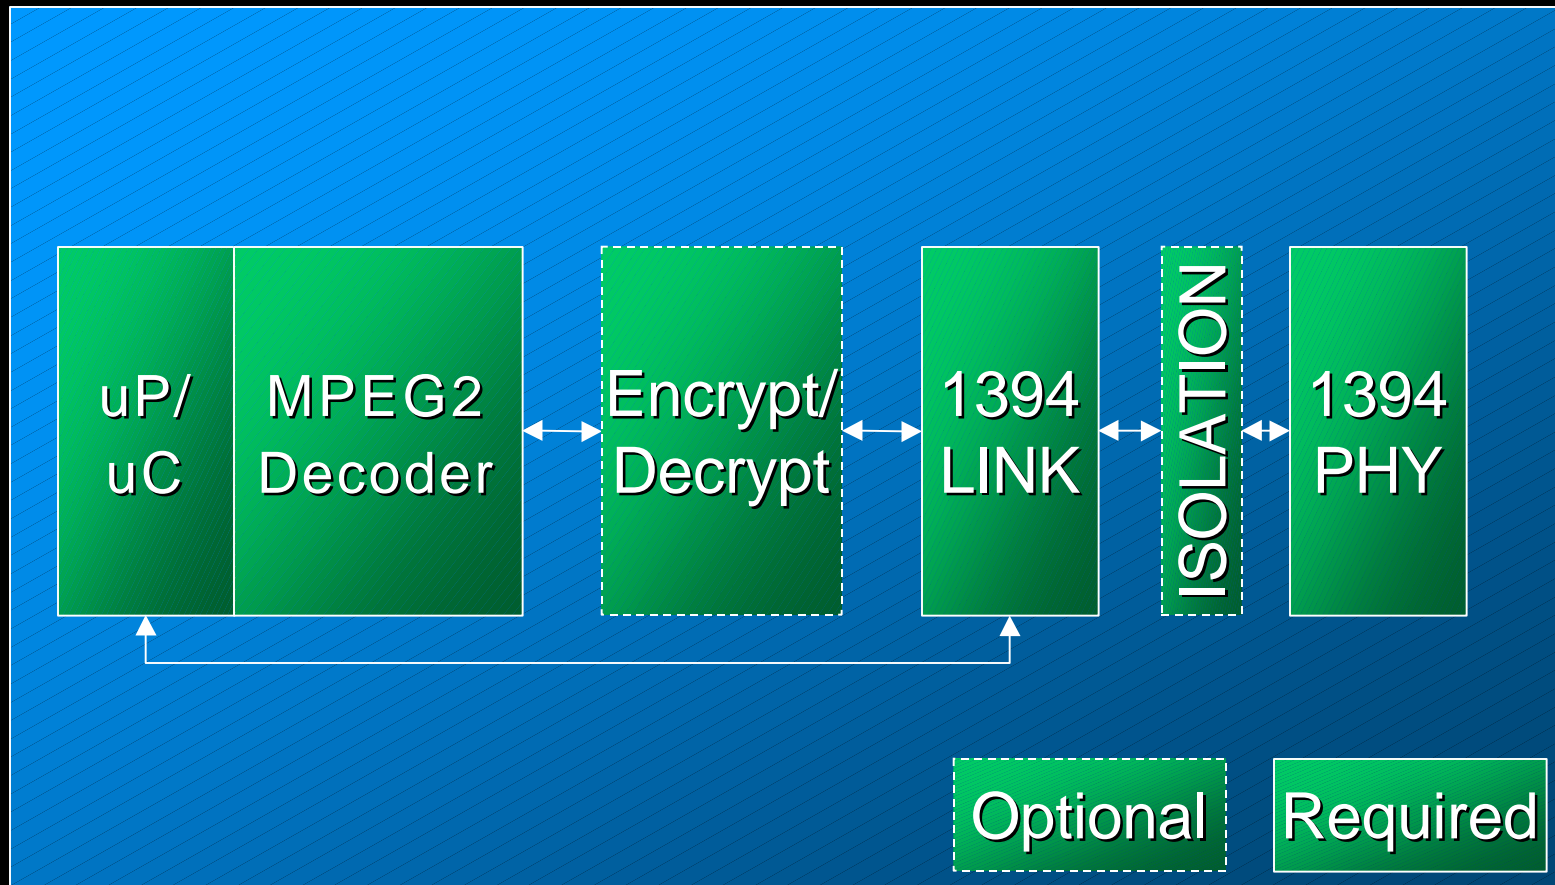 uP/
uC
MPEG2
Decoder
Encrypt/
Decrypt
1394
LINK
ISOLATION
1394
PHY
Optional
Required